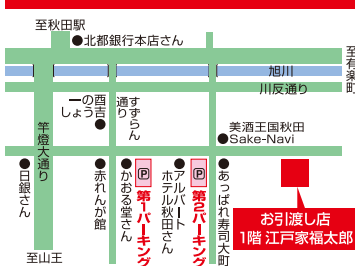 至秋田駅
●北都銀行本店さん
至有楽町
旭川
川反通り
竿燈大通り
酉吉
のしょー
すずらん
通り
美酒王国秋田
●Sake-Navi
●日銀さん
●赤れんが館
●かおる堂さん
P
第1パーキング
●アルバート
ホテル秋田さん
P
第2パーキング
●あっぱれ寿司大町
お引渡し店
1階 江戸家福太郎
至山王